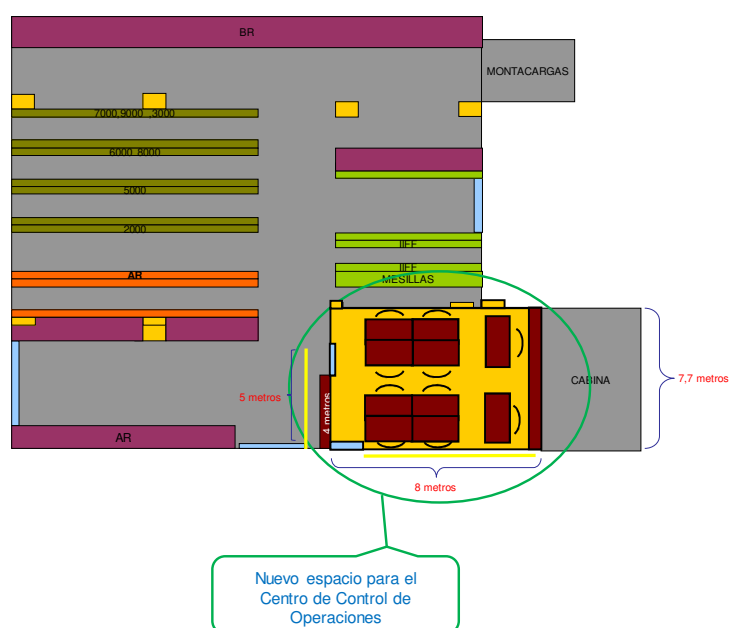 BR
MONTACARGAS
7000,9000 ,3000
6000, 8000
5000
2000
IIFF
IIFF
AR
MESILLAS
CABINA
7,7 metros
5 metros
4 metros
AR
8 metros
Nuevo espacio para el
Centro de Control de
Operaciones